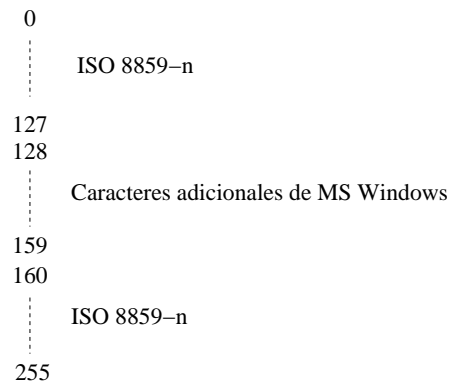 0
ISO 8859−n
127
128
Caracteres adicionales de MS Windows
159
160
ISO 8859−n
255